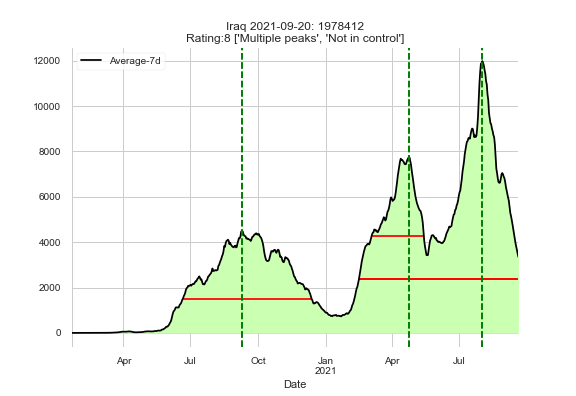 Iraq 2021-09-20: 1978412
Rating:8 ['Multiple peaks', 'Not in control']
Average-7d
12000
10000
8000
6000
4000
2000
0
Apr Jul Oct Jan Apr Jul
2021
Date